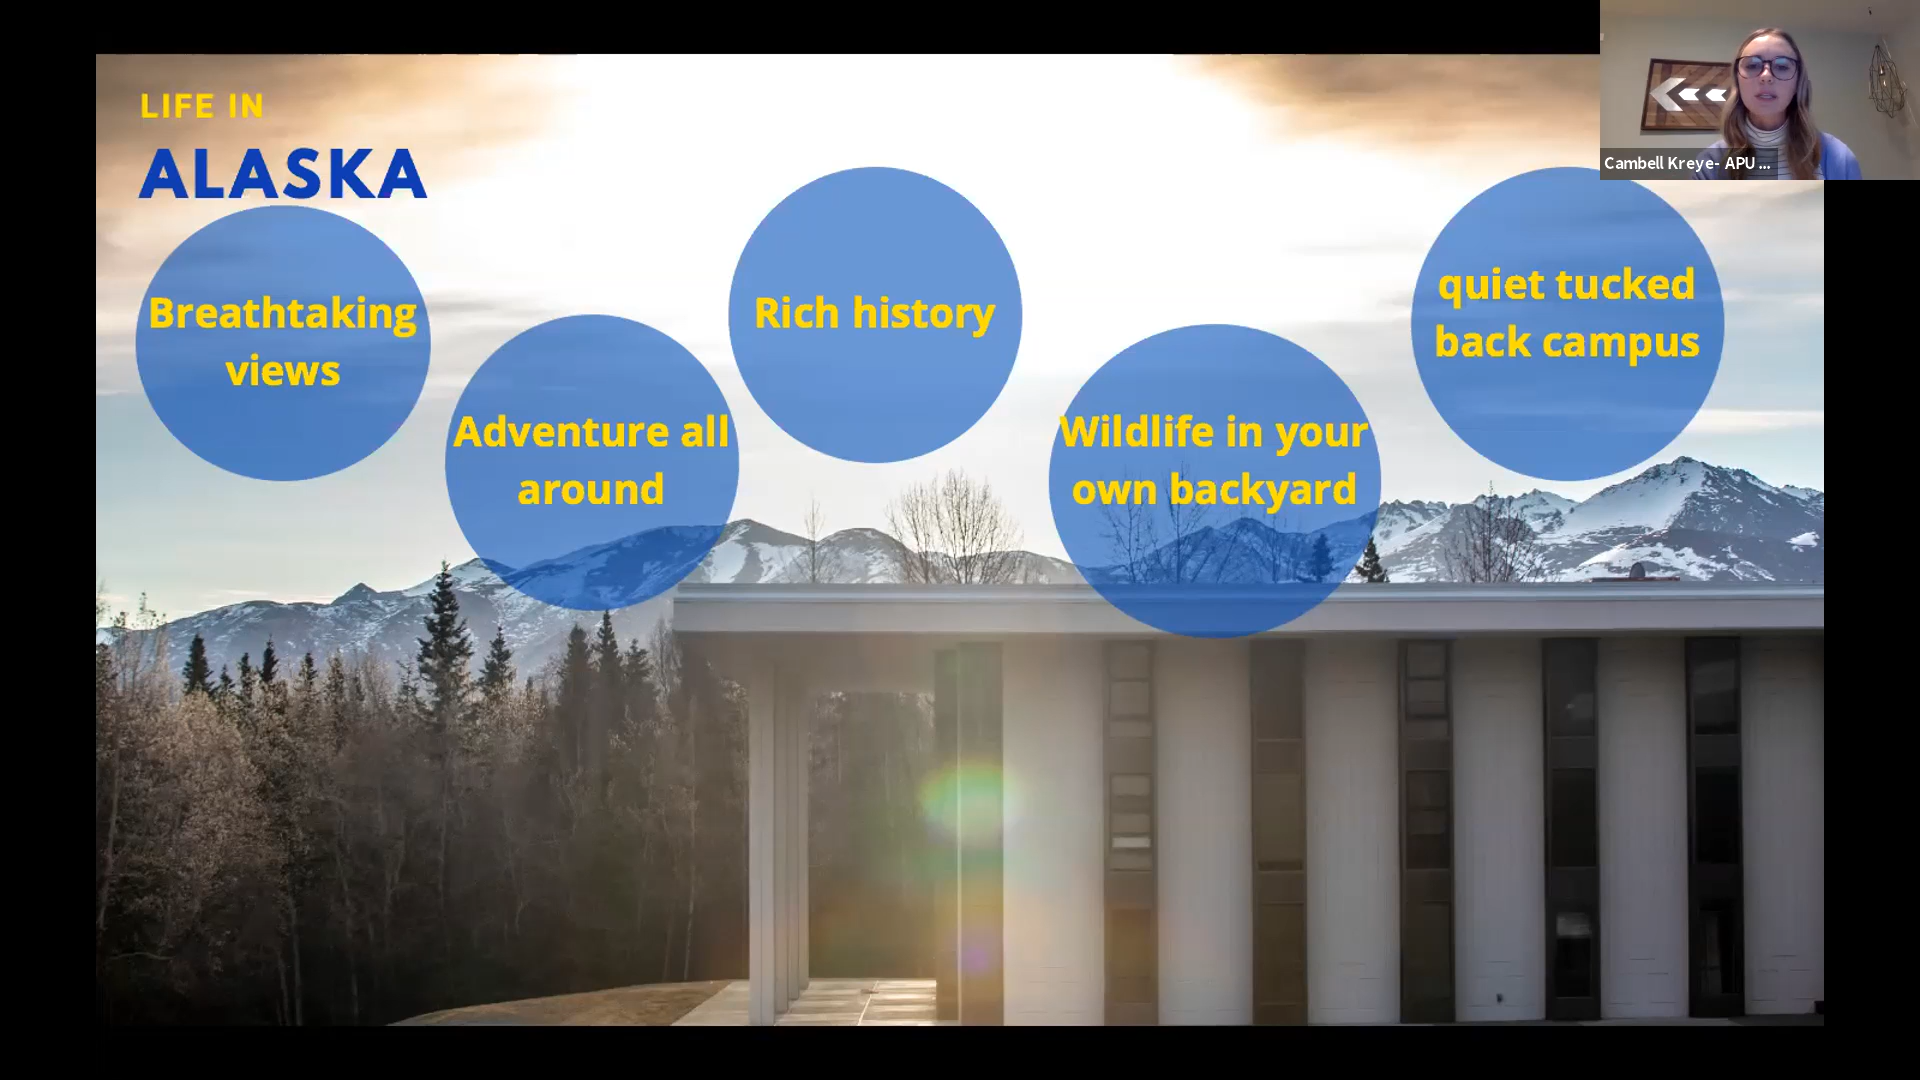 LIFE IN
ALASKA
Breathtaking
views
Adventure all
around
Rich history
Wildlife in your
own backyard
quiet tucked
back campus
Cambell Kreye- APU ...